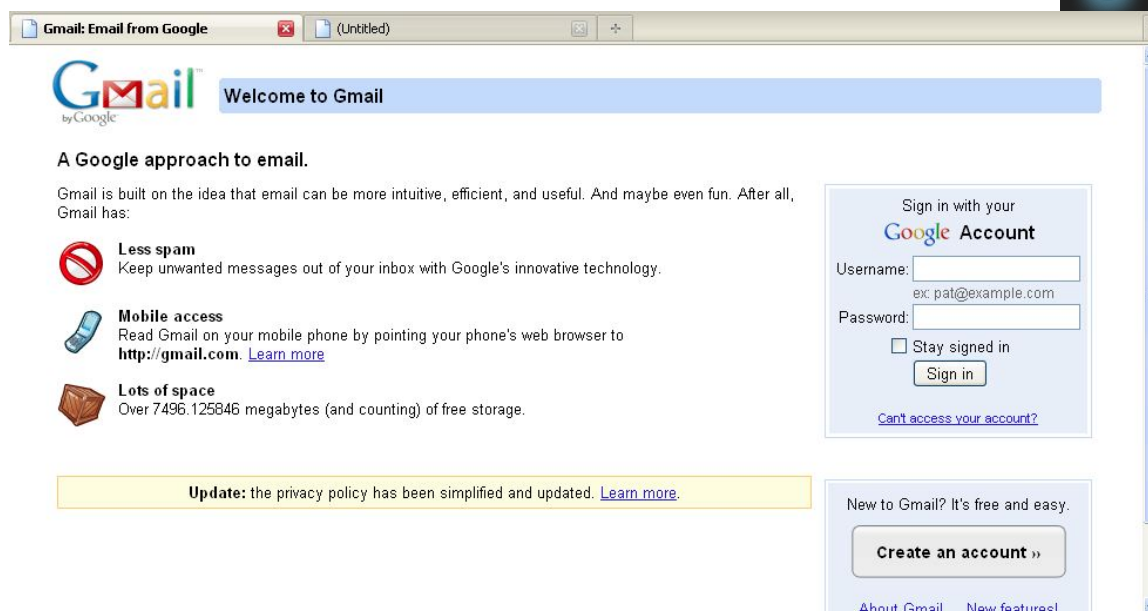 Gmail: Email from Google
(Untitled)
Gmail™
by Google™
Welcome to Gmail
A Google approach to email.
Gmail is built on the idea that email can be more intuitive, efficient, and useful. And maybe even fun. After all,
Gmail has:
Less spam
Keep unwanted messages out of your inbox with Google's innovative technology.
Mobile access
Read Gmail on your mobile phone by pointing your phone's web browser to
http://gmail.com. Learn more
Lots of space
Over 7496.125846 megabytes (and counting) of free storage.
Update: the privacy policy has been simplified and updated. Learn more.
Sign in with your
Google Account
Username:
ex: pat@example.com
Password:
Stay signed in
Sign in
Can't access your account?
New to Gmail? It's free and easy.
Create an account »
About Gmail New features!